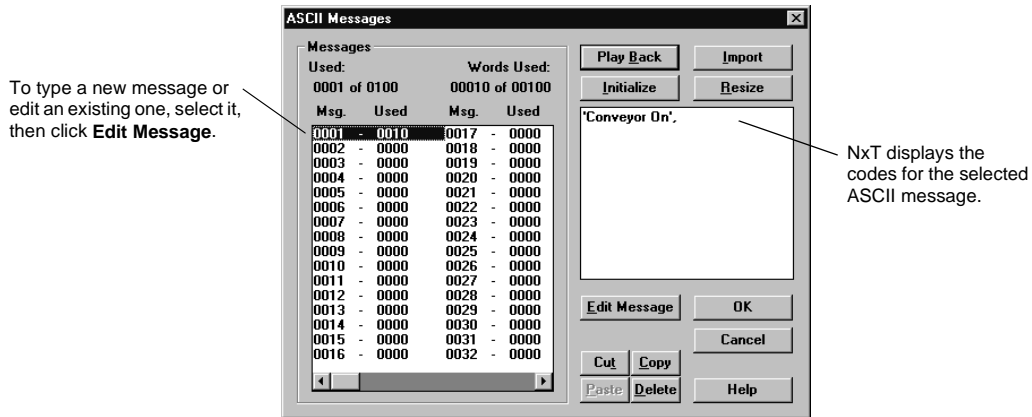 ASCII Messages
Messages
Used: Words Used:
0001 of 0100 00010 of 00100
Msg. Used Msg. Used
0001 - 0010 0017 - 0000
0002 - 0000 0018 - 0000
0003 - 0000 0019 - 0000
0004 - 0000 0020 - 0000
0005 - 0000 0021 - 0000
0006 - 0000 0022 - 0000
0007 - 0000 0023 - 0000
0008 - 0000 0024 - 0000
0009 - 0000 0025 - 0000
0010 - 0000 0026 - 0000
0011 - 0000 0027 - 0000
0012 - 0000 0028 - 0000
0013 - 0000 0029 - 0000
0014 - 0000 0030 - 0000
0015 - 0000 0031 - 0000
0016 - 0000 0032 - 0000
Play Back Import
Initialize Resize
'Conveyor On',
Edit Message OK
Cancel
Cut Copy
Paste Delete Help
To type a new message or
edit an existing one, select it,
then click Edit Message.
NxT displays the
codes for the selected
ASCII message.